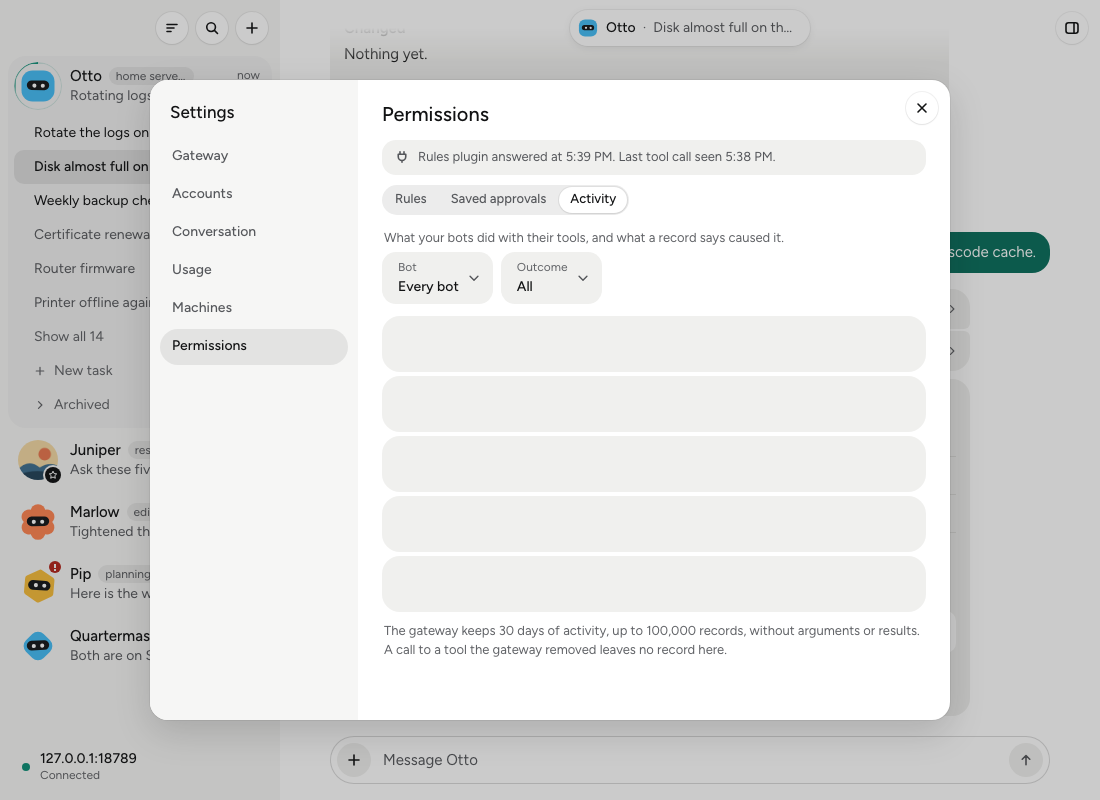 Changed
Nothing yet.
Otto · Disk almost full on th...
Otto home serve... now
Rotating logs
Rotate the logs on
Disk almost full on
Weekly backup che
Certificate renewa
Router firmware
Printer offline agai
Show all 14
+ New task
Archived
Juniper res
Ask these fiv
Marlow edi
Tightened th
Pip planning
Here is the w
Quartermas
Both are on S
127.0.0.1:18789
Connected
Settings
Gateway
Accounts
Conversation
Usage
Machines
Permissions
Permissions
Rules plugin answered at 5:39 PM. Last tool call seen 5:38 PM.
Rules Saved approvals Activity
What your bots did with their tools, and what a record says caused it.
Bot
Every bot
Outcome
All
The gateway keeps 30 days of activity, up to 100,000 records, without arguments or results.
A call to a tool the gateway removed leaves no record here.
scode cache.
Message Otto